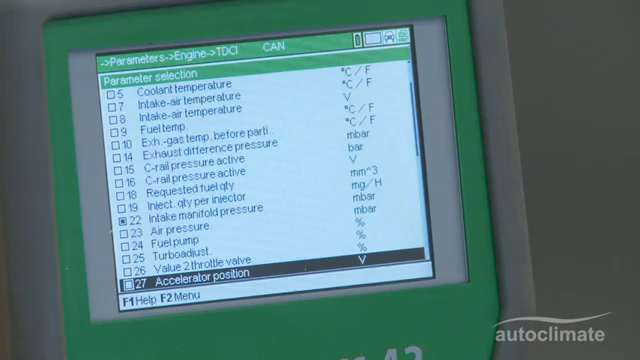 ->Parameters->Engine->TDCI CAN
Parameter selection
5 Coolant temperature °C / F
7 Intake-air temperature °C / F
8 Intake-air temperature V
9 Fuel temp. °C / F
10 Exh.-gas temp. before parti.. °C / F
14 Exhaust difference pressure mbar
15 C-rail pressure active bar
16 C-rail pressure active V
18 Requested fuel qty mm^3
19 Inject. qty per injector mg/H
22 Intake manifold pressure mbar
23 Air pressure mbar
24 Fuel pump %
25 Turboadjust. %
26 Value 2 throttle valve %
27 Accelerator position V
F1 Help F2 Menu
autoclimate